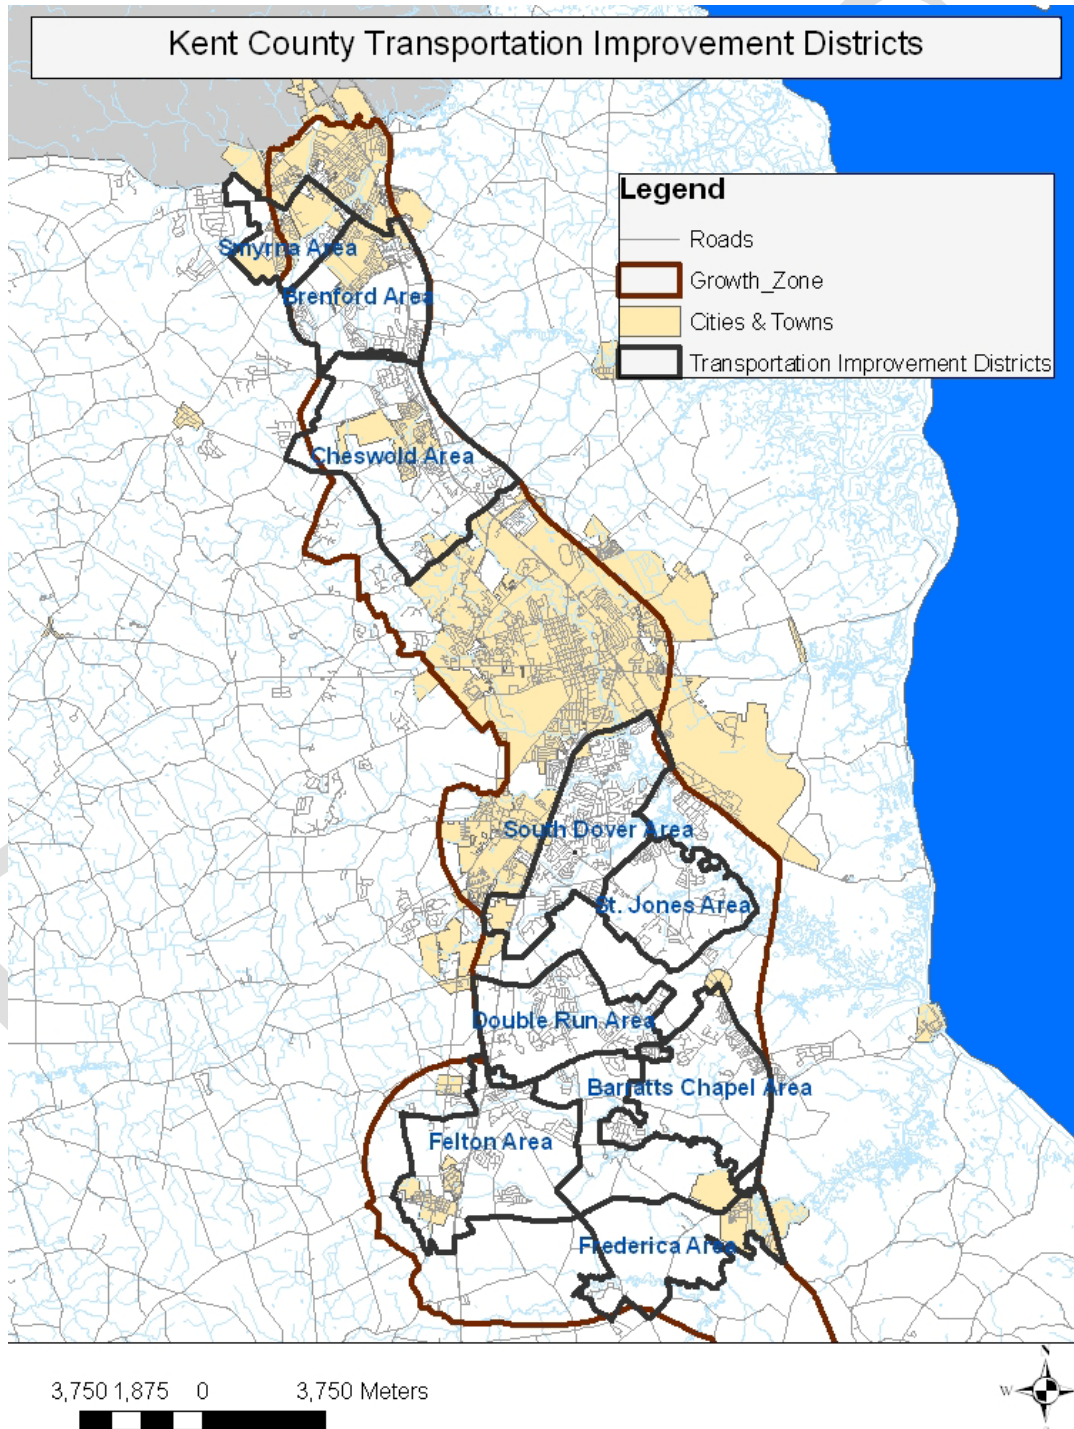 Kent County Transportation Improvement Districts
Legend
Roads
Growth_Zone
Cities & Towns
Transportation Improvement Districts
Smyrna Area
Brenford Area
Cheswold Area
South Dover Area
St. Jones Area
Double Run Area
Barratts Chapel Area
Felton Area
Frederica Area
3,750 1,875 0 3,750 Meters
N
W